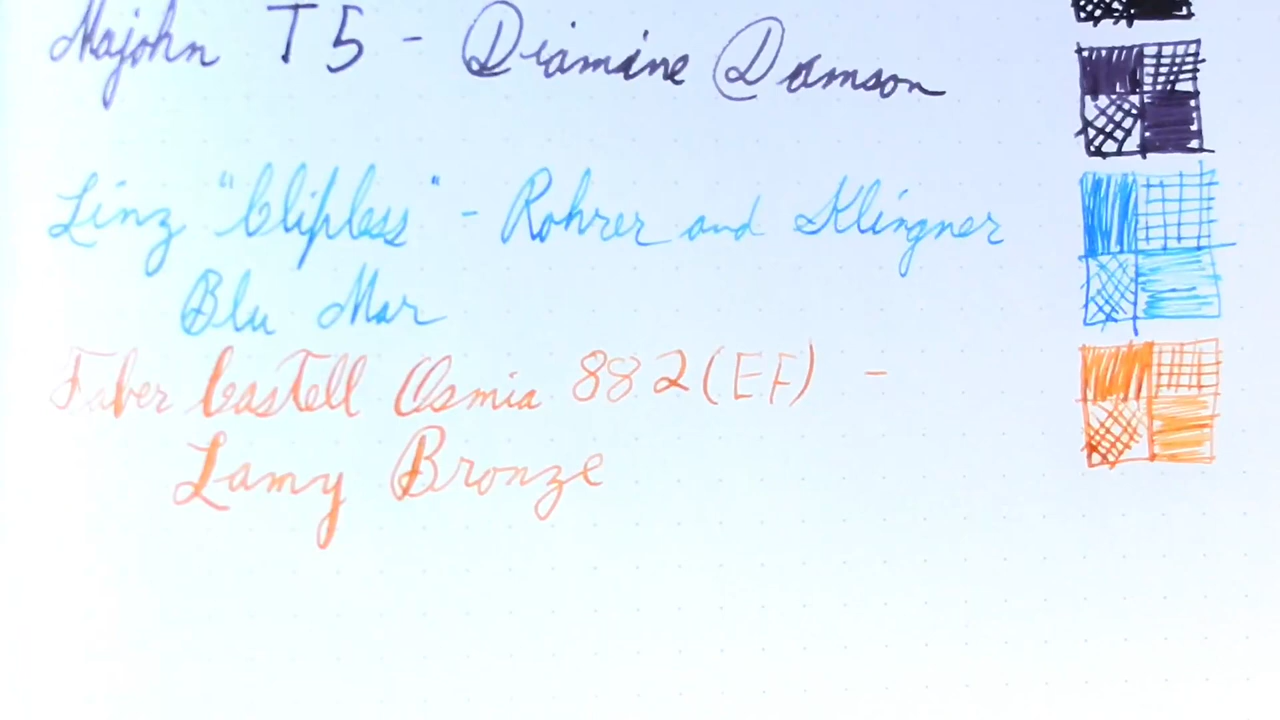 Majohn T5 - Diamine Damson
Linz "Clipless" - Rohrer and Klingner
Blu Mar
Faber Castell Osmia 882 (EF) -
Lamy Bronze